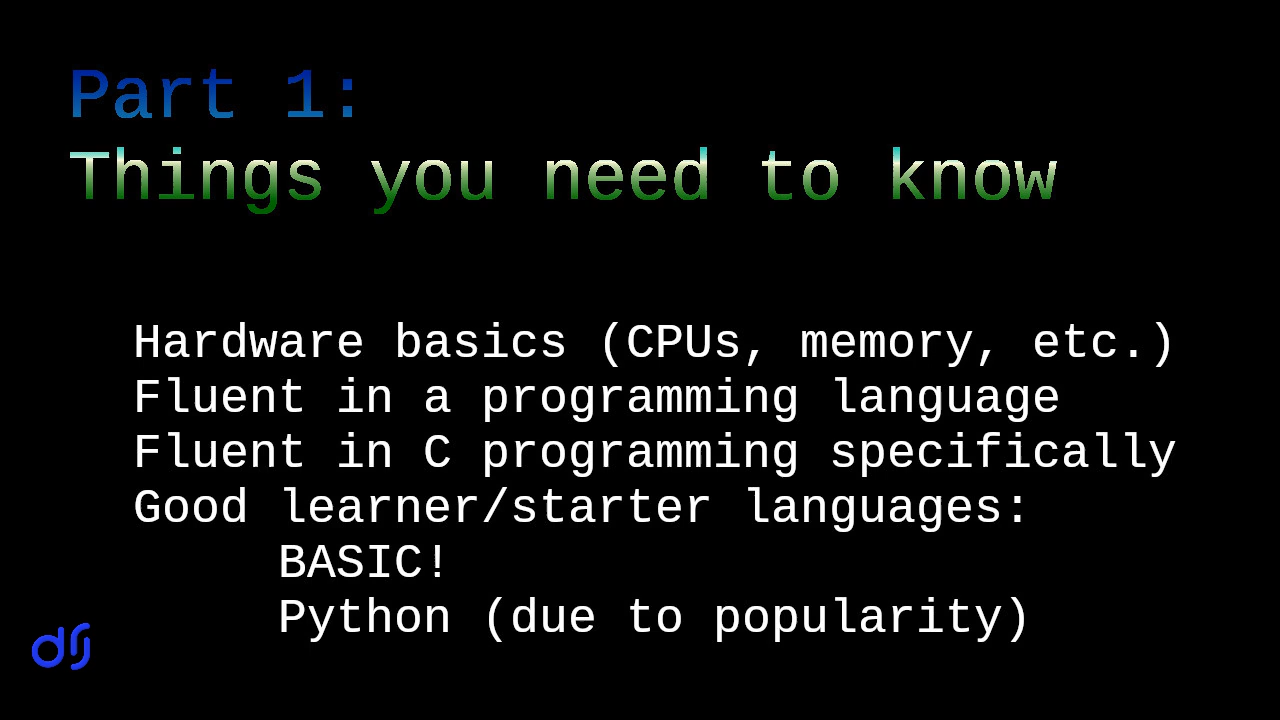 Part 1:
Things you need to know
Hardware basics (CPUs, memory, etc.)
Fluent in a programming language
Fluent in C programming specifically
Good learner/starter languages:
BASIC!
Python (due to popularity)